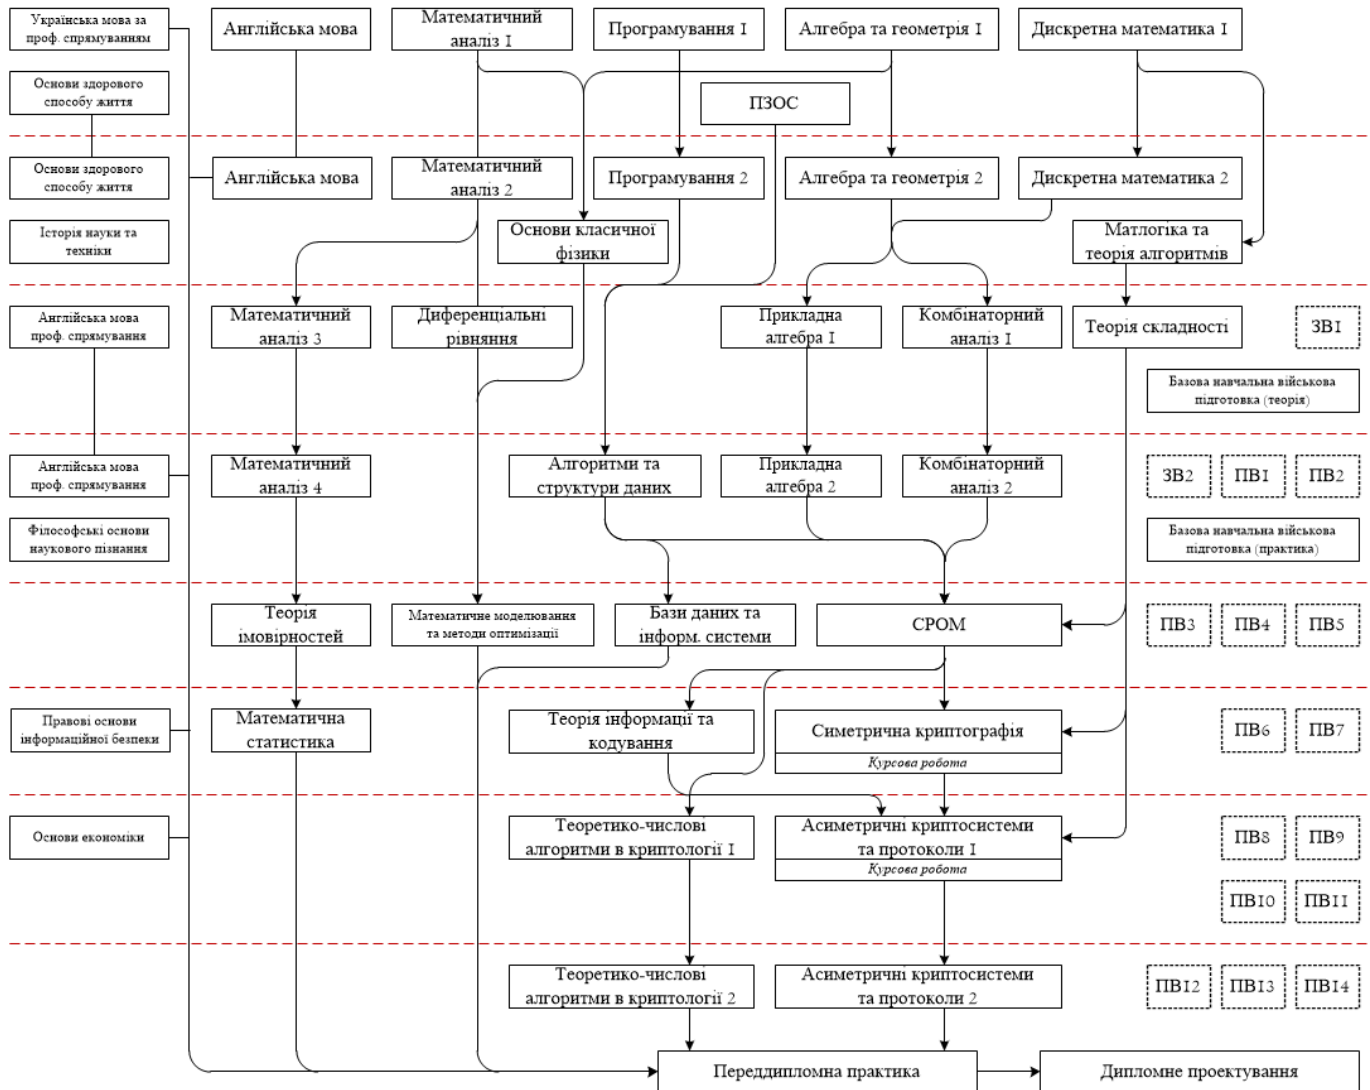 Українська мова за
проф. спрямуванням
Англійська мова
Математичний
аналіз 1
Програмування 1
Алгебра та геометрія 1
Дискретна математика 1
Основи здорового
способу життя
ПЗОС
Основи здорового
способу життя
Англійська мова
Математичний
аналіз 2
Програмування 2
Алгебра та геометрія 2
Дискретна математика 2
Історія науки та
техніки
Основи класичної
фізики
Матлогіка та
теорія алгоритмів
Англійська мова
проф. спрямування
Математичний
аналіз 3
Диференціальні
рівняння
Прикладна
алгебра 1
Комбінаторний
аналіз 1
Теорія складності
ЗВ1
Базова навчальна військова
підготовка (теорія)
Англійська мова
проф. спрямування
Математичний
аналіз 4
Алгоритми та
структури даних
Прикладна
алгебра 2
Комбінаторний
аналіз 2
ЗВ2
ПВ1
ПВ2
Філософські основи
наукового пізнання
Базова навчальна військова
підготовка (практика)
Теорія
імовірностей
Математичне моделювання
та методи оптимізації
Бази даних та
інформ. системи
СРОМ
ПВ3
ПВ4
ПВ5
Правові основи
інформаційної безпеки
Математична
статистика
Теорія інформації та
кодування
Симетрична криптографія
Курсова робота
ПВ6
ПВ7
Основи економіки
Теоретико-числові
алгоритми в криптології 1
Асиметричні криптосистеми
та протоколи 1
Курсова робота
ПВ8
ПВ9
ПВ10
ПВ11
Теоретико-числові
алгоритми в криптології 2
Асиметричні криптосистеми
та протоколи 2
ПВ12
ПВ13
ПВ14
Переддипломна практика
Дипломне проектування